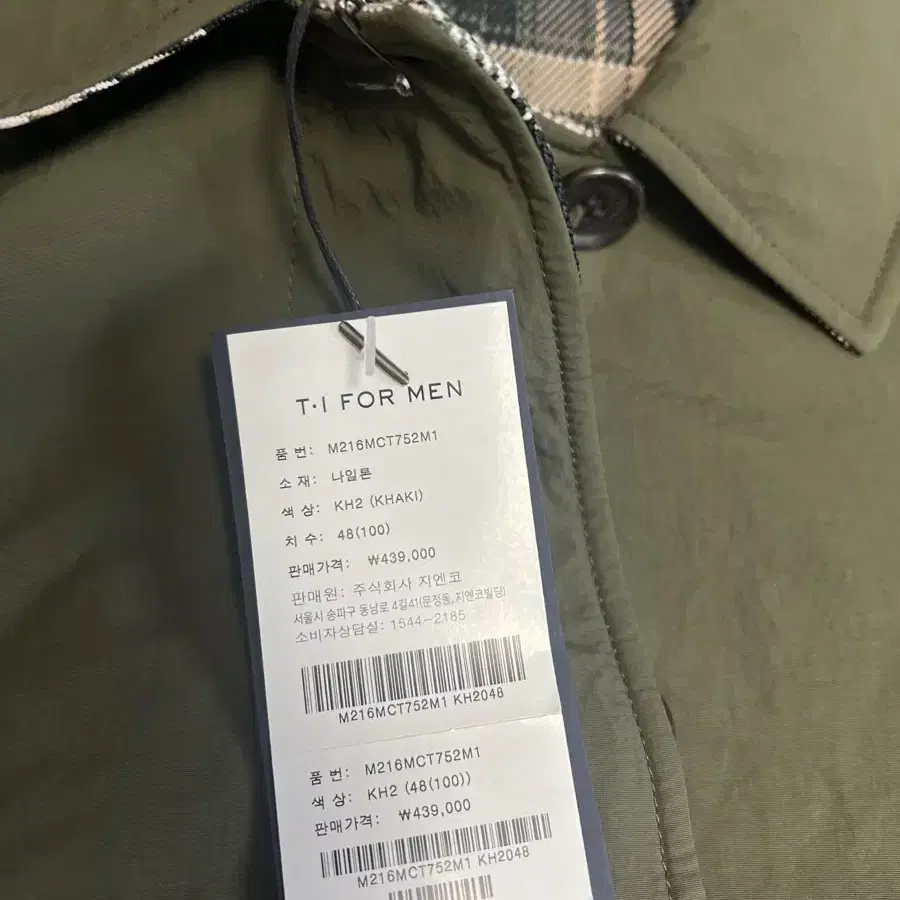 T·I FOR MEN
품 번: M216MCT752M1
소 재: 나일론
색 상: KH2 (KHAKI)
치 수: 48(100)
판매가격: ₩439,000
판매원: 주식회사 지엔코
서울시 송파구 동남로 4길41(문정동,지엔코빌딩)
소비자상담실: 1544-2185
M216MCT752M1 KH2048
품 번: M216MCT752M1
색 상: KH2 (48(100))
판매가격: ₩439,000
M216MCT752M1 KH2048